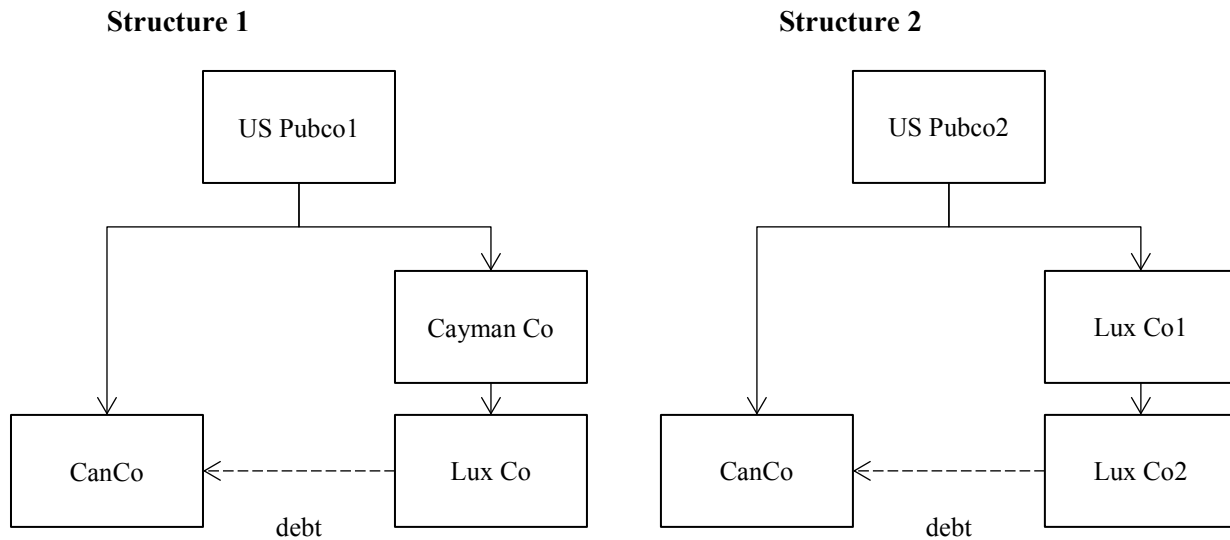 Structure 1
US Pubco1
Cayman Co
CanCo
Lux Co
debt
Structure 2
US Pubco2
Lux Co1
CanCo
Lux Co2
debt